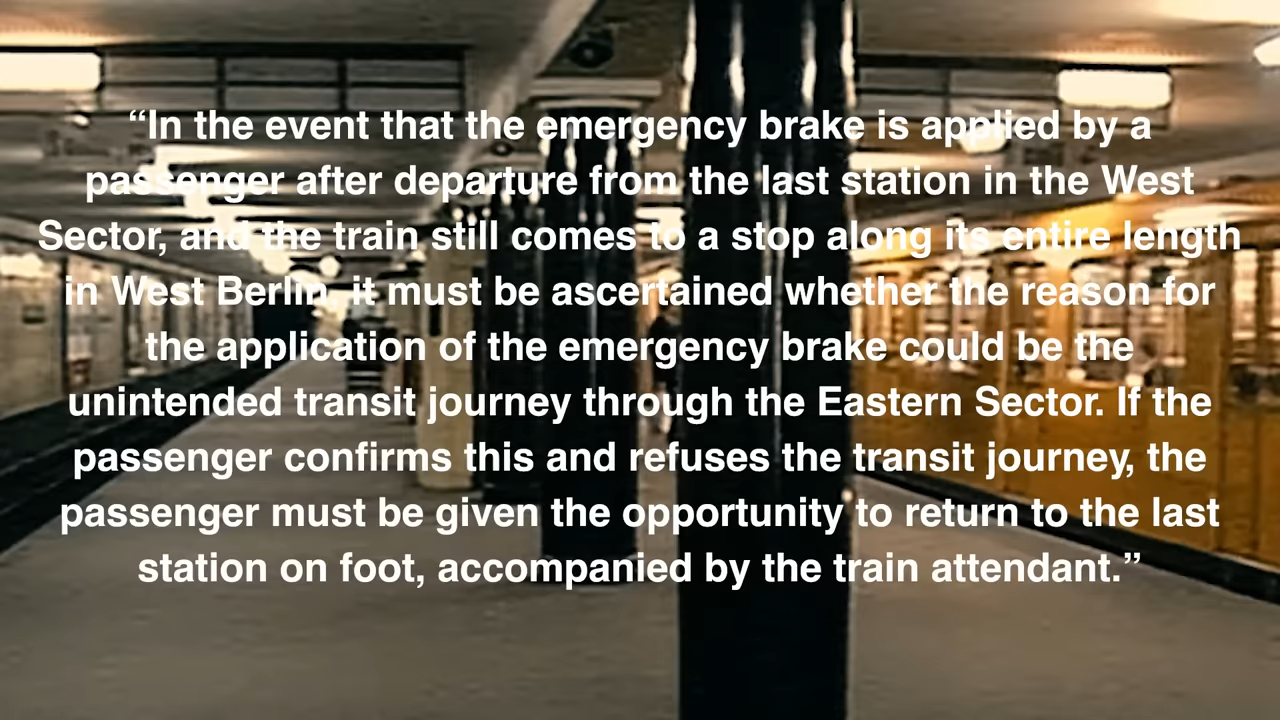 “In the event that the emergency brake is applied by a
passenger after departure from the last station in the West
Sector, and the train still comes to a stop along its entire length
in West Berlin, it must be ascertained whether the reason for
the application of the emergency brake could be the
unintended transit journey through the Eastern Sector. If the
passenger confirms this and refuses the transit journey, the
passenger must be given the opportunity to return to the last
station on foot, accompanied by the train attendant.”